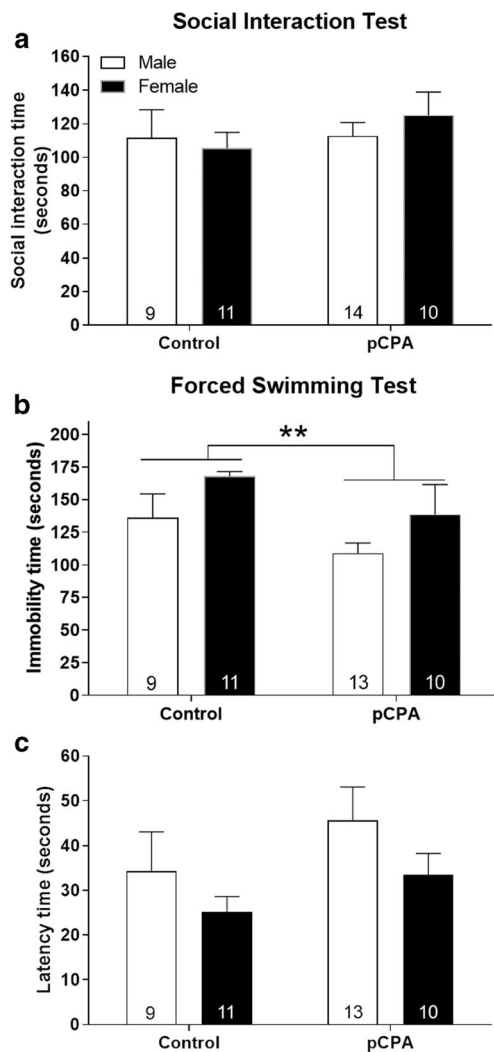 a
Social Interaction Test
Social interaction time
(seconds)
160
140
120
100
80
60
40
20
0
Male
Female
9
11
14
10
Control
pCPA
b
Forced Swimming Test
Immobility time (seconds)
200
175
150
125
100
75
50
25
0
**
9
11
13
10
Control
pCPA
c
Latency time (seconds)
60
50
40
30
20
10
0
9
11
13
10
Control
pCPA